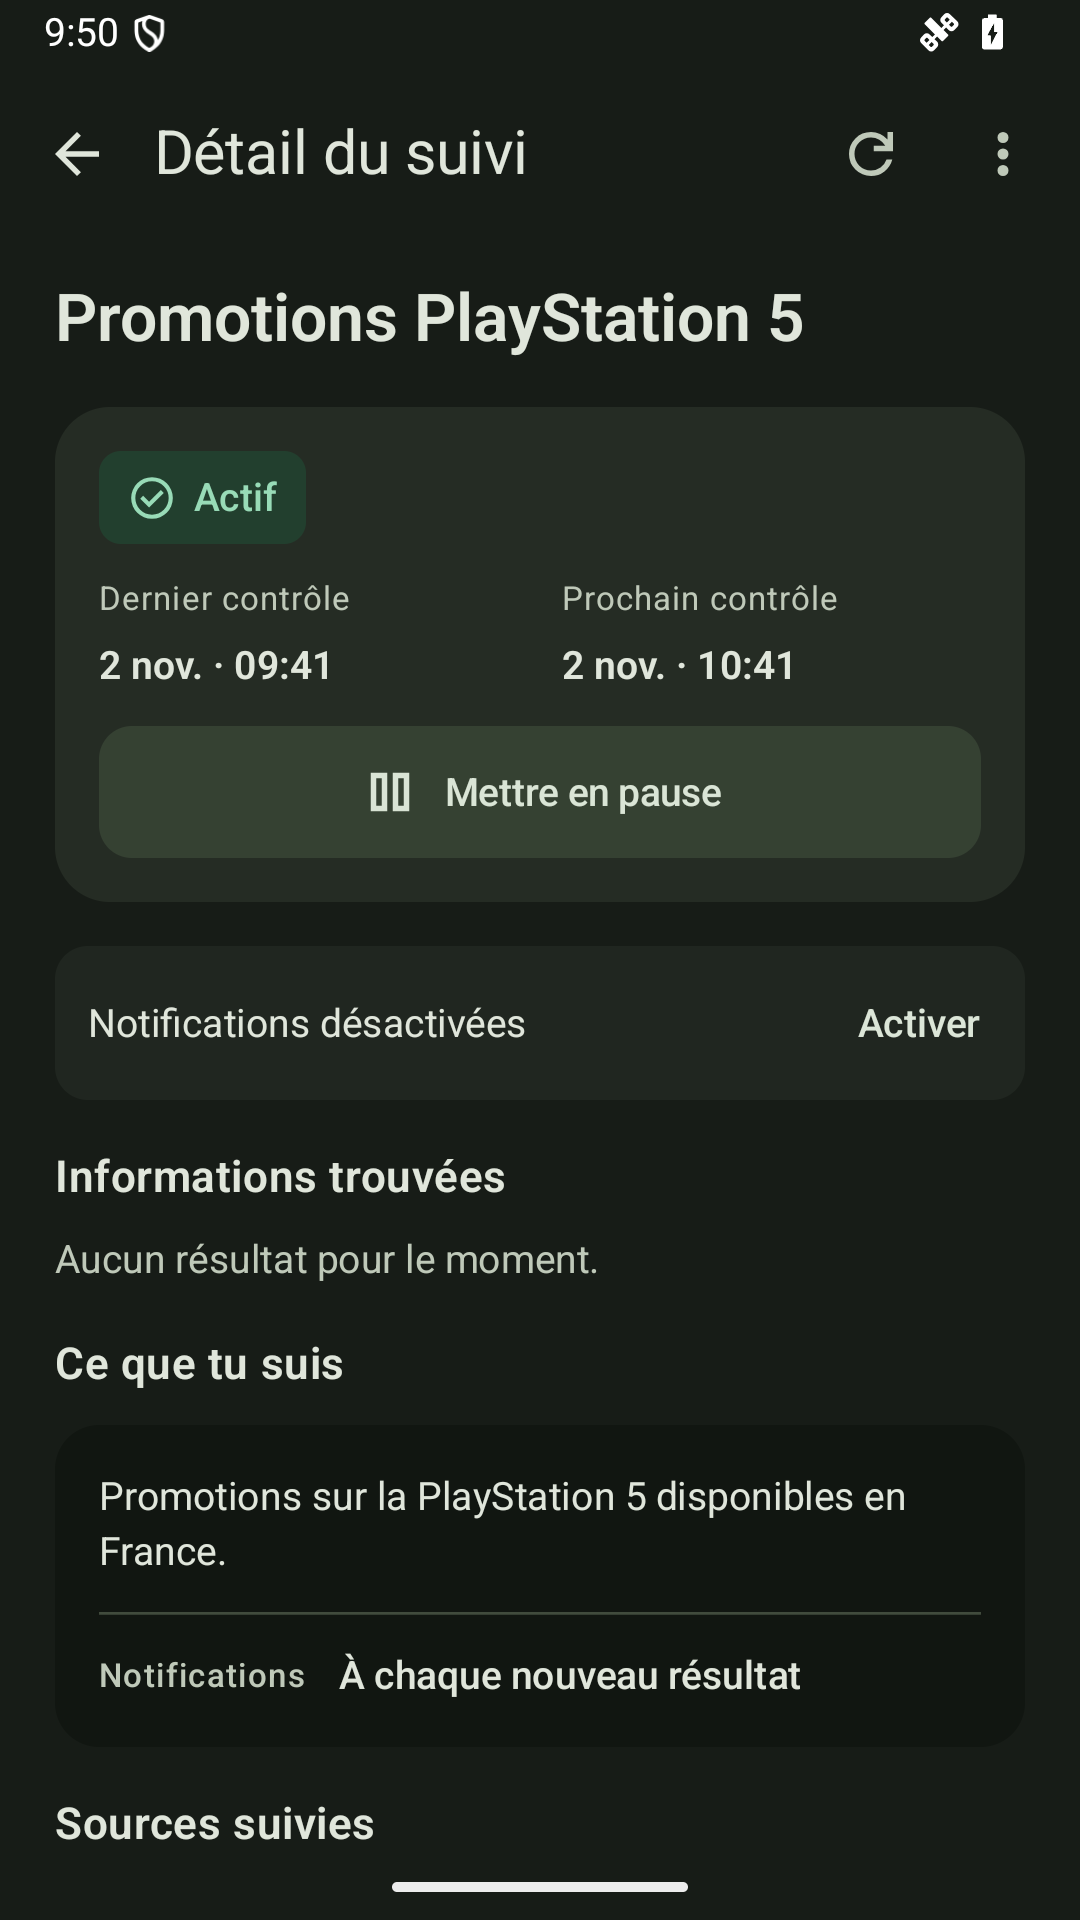 9:50
Détail du suivi
Promotions PlayStation 5
Actif
Dernier contrôle
2 nov. · 09:41
Prochain contrôle
2 nov. · 10:41
Mettre en pause
Notifications désactivées
Activer
Informations trouvées
Aucun résultat pour le moment.
Ce que tu suis
Promotions sur la PlayStation 5 disponibles en
France.
Notifications À chaque nouveau résultat
Sources suivies